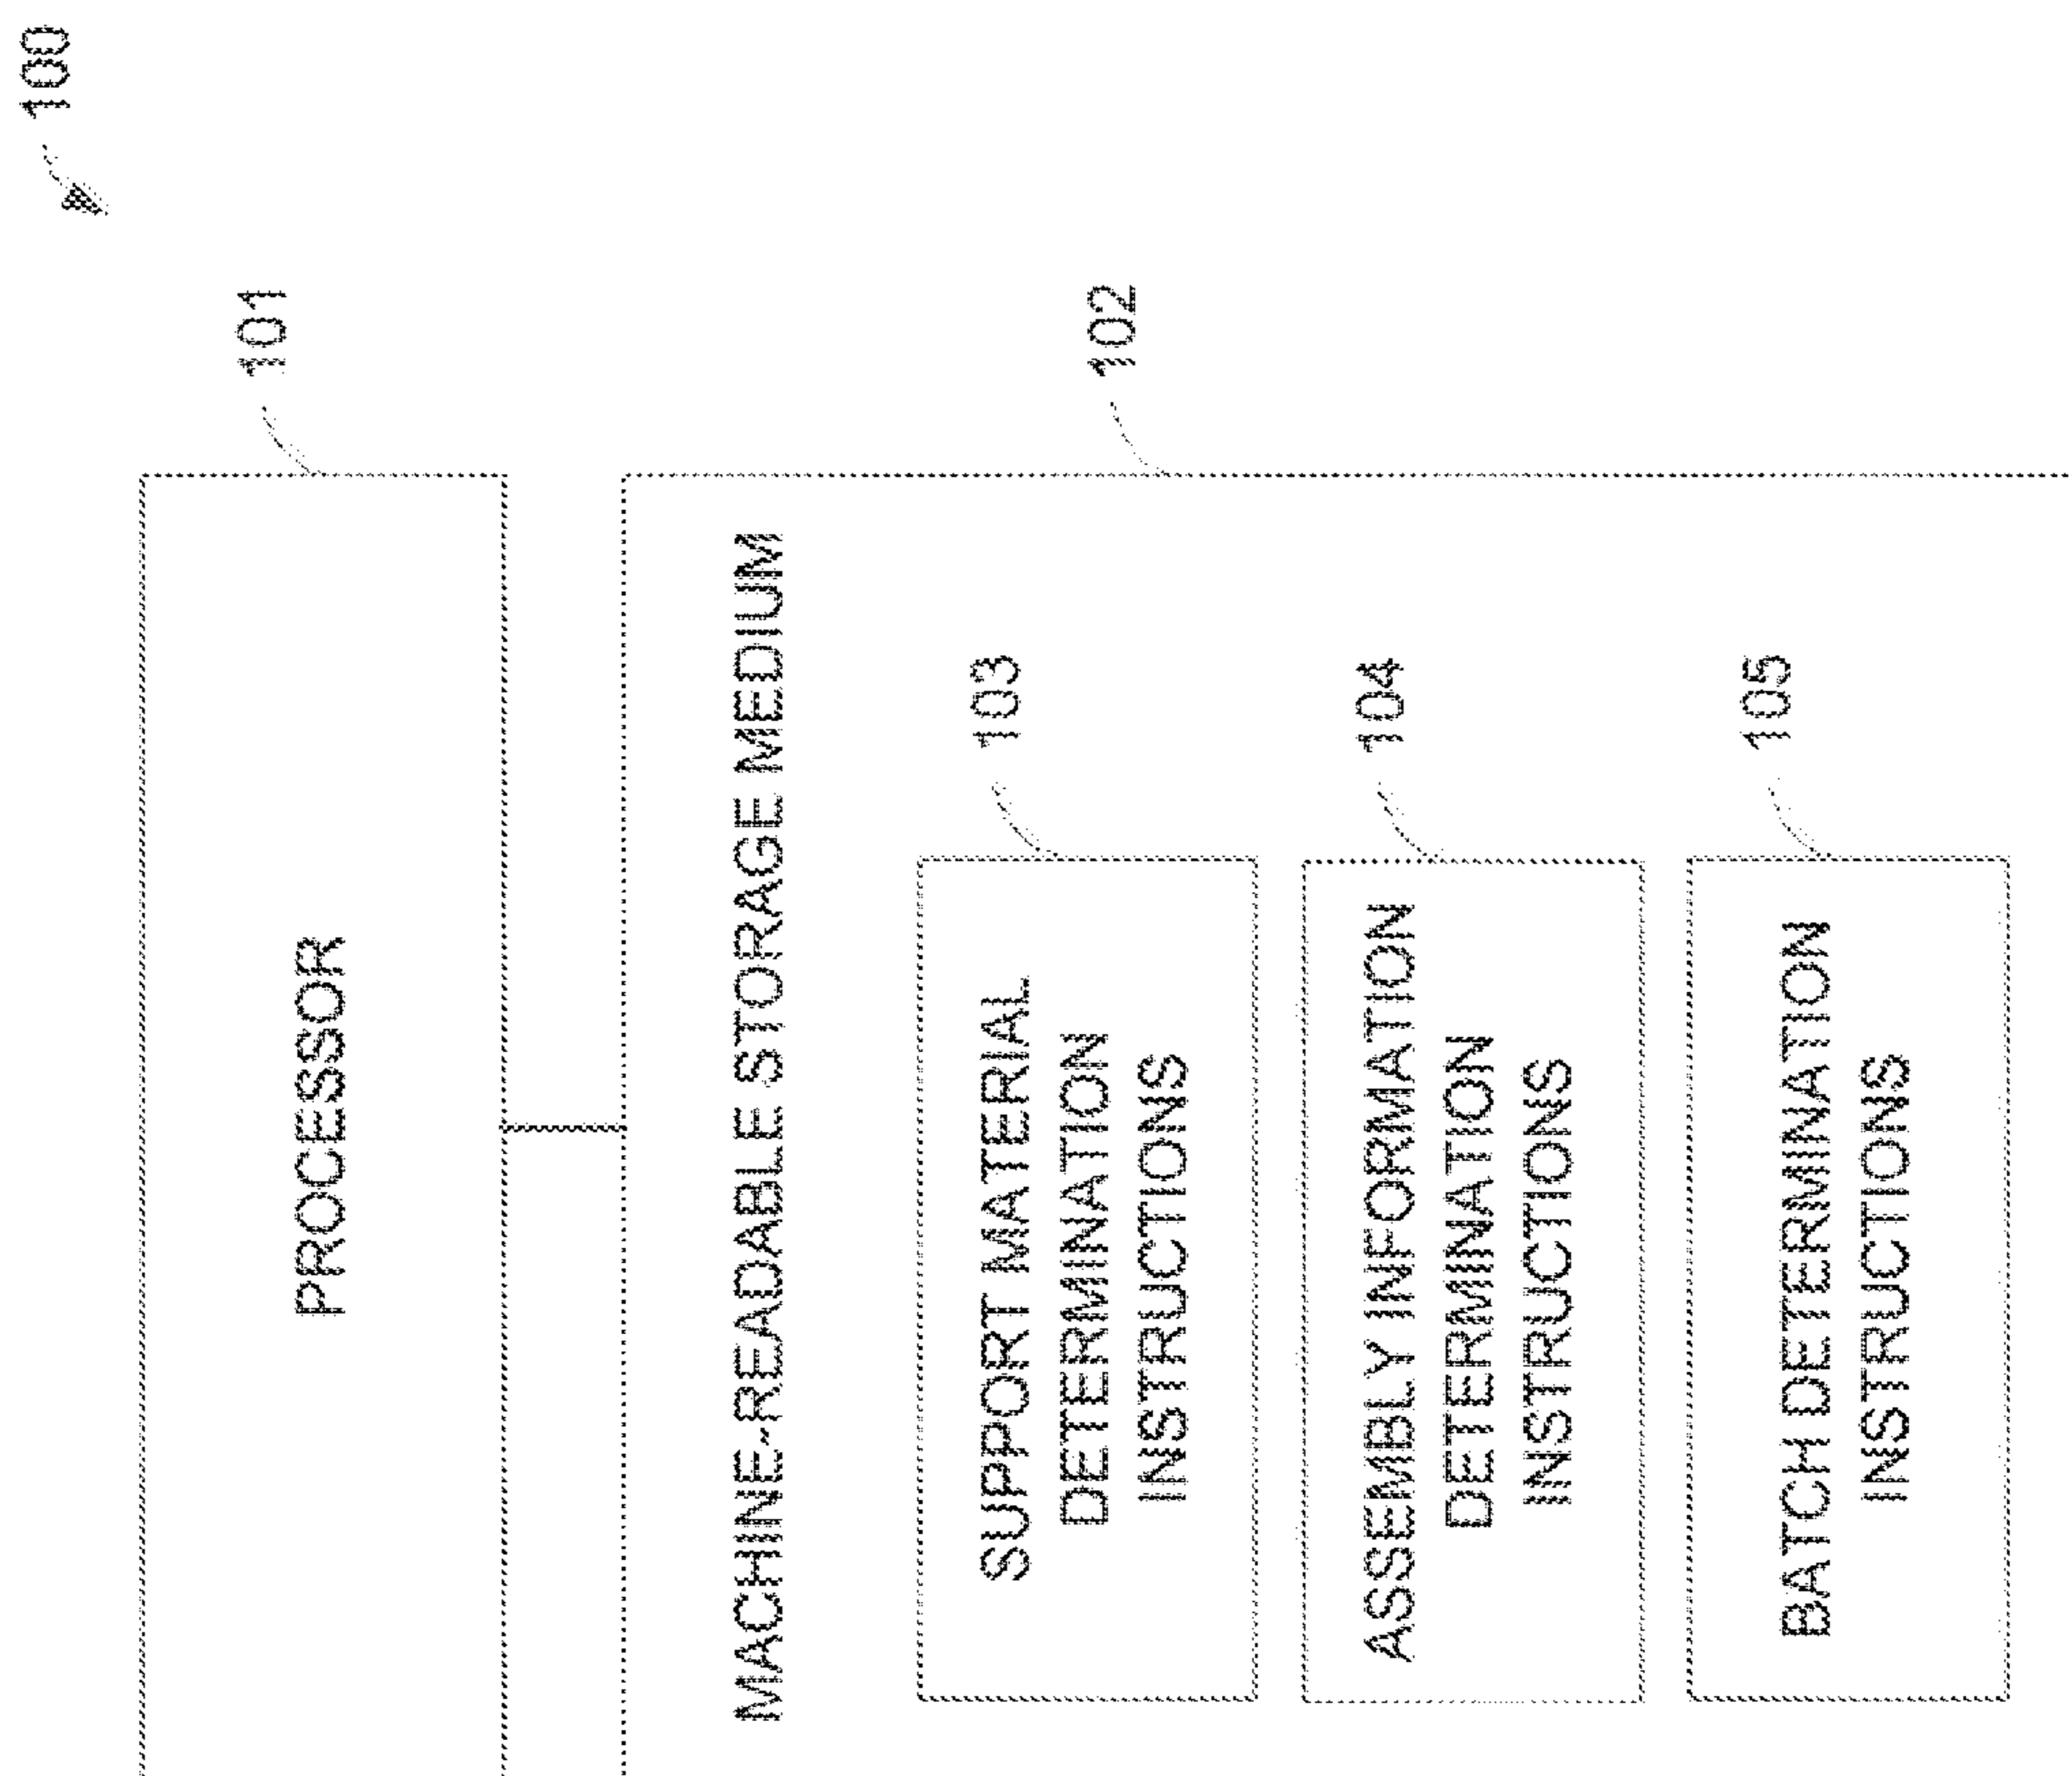 100
101
PROCESSOR
102
MACHINE-READABLE STORAGE MEDIUM
103
SUPPORT MATERIAL
DETERMINATION
INSTRUCTIONS
104
ASSEMBLY INFORMATION
DETERMINATION
INSTRUCTIONS
105
BATCH DETERMINATION
INSTRUCTIONS